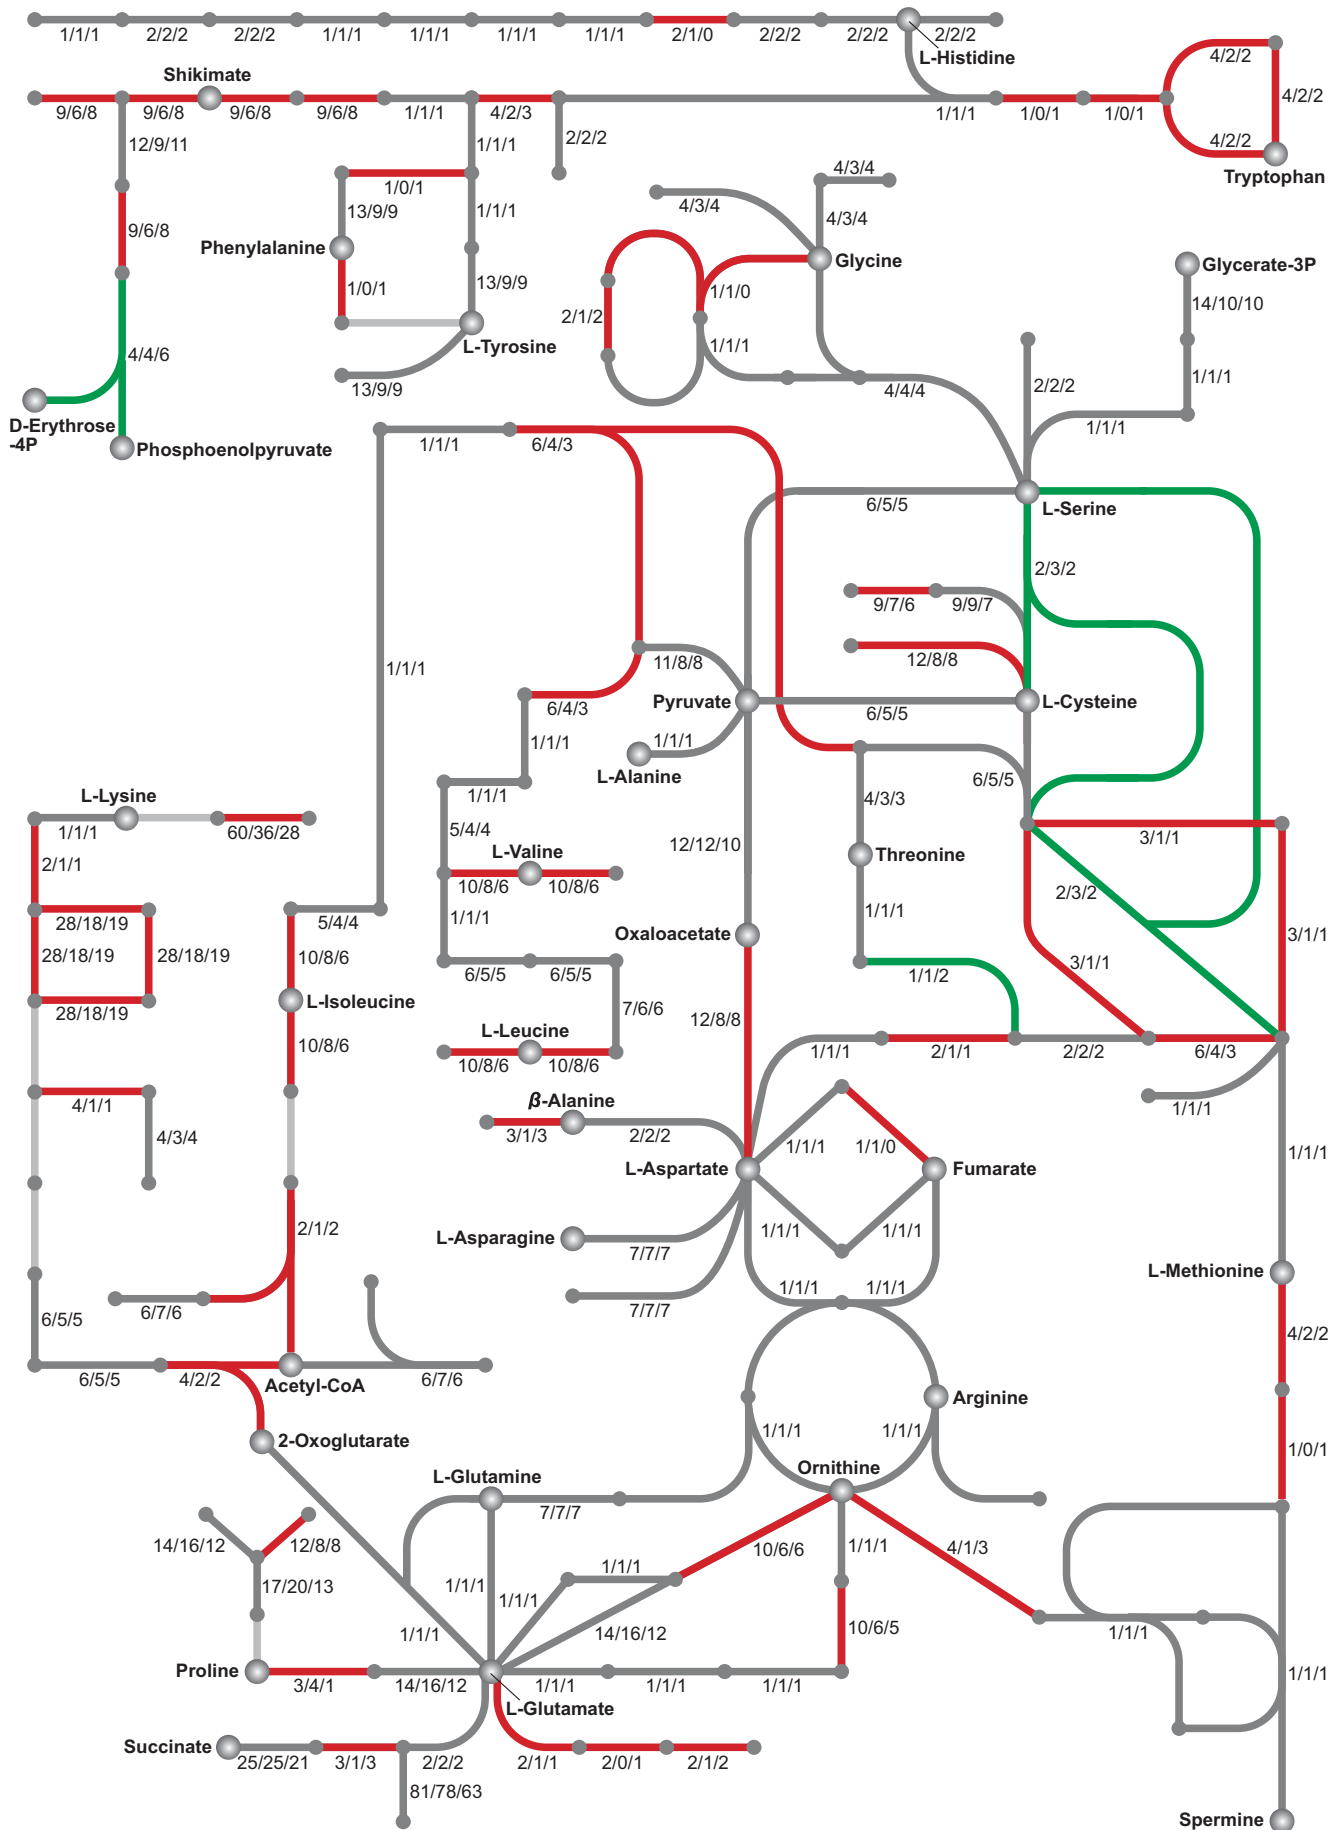 1/1/1 2/2/2 2/2/2 1/1/1 1/1/1 1/1/1 1/1/1 2/1/0 2/2/2 2/2/2 2/2/2
L-Histidine
4/2/2
Shikimate
4/2/2
9/6/8 9/6/8 9/6/8 9/6/8 1/1/1 4/2/3 1/1/1 1/0/1 1/0/1
12/9/11 1/1/1 2/2/2 4/2/2
Tryptophan
1/0/1 4/3/4
13/9/9 1/1/1 4/3/4 4/3/4
9/6/8
Phenylalanine Glycine Glycerate-3P
1/0/1 13/9/9 1/1/0 14/10/10
2/1/2
L-Tyrosine 1/1/1
4/4/6
13/9/9 4/4/4 2/2/2 1/1/1
D-Erythrose
-4P
1/1/1
Phosphoenolpyruvate 1/1/1 6/4/3
6/5/5 L-Serine
2/3/2
9/7/6 9/9/7
1/1/1 11/8/8 12/8/8
Pyruvate L-Cysteine
6/4/3 6/5/5
1/1/1 1/1/1
L-Alanine 6/5/5
L-Lysine 1/1/1
1/1/1 60/36/28 5/4/4 12/12/10 4/3/3
L-Valine Threonine 3/1/1
2/1/1
10/8/6 10/8/6 2/3/2
28/18/19 5/4/4 1/1/1 1/1/1
Oxaloacetate 3/1/1
28/18/19 28/18/19 10/8/6
6/5/5 6/5/5 1/1/2 3/1/1
28/18/19 L-Isoleucine 7/6/6
12/8/8
L-Leucine
10/8/6 10/8/6 10/8/6 1/1/1 2/1/1 2/2/2 6/4/3
β-Alanine
4/1/1 1/1/1
4/3/4 3/1/3 2/2/2 1/1/1 1/1/0 1/1/1
L-Aspartate Fumarate
2/1/2 1/1/1 1/1/1
L-Asparagine 7/7/7
L-Methionine
6/7/6 7/7/7 1/1/1 1/1/1
6/5/5 4/2/2
6/5/5 4/2/2 6/7/6
Acetyl-CoA
Arginine
1/1/1 1/1/1
2-Oxoglutarate 1/0/1
L-Glutamine Ornithine
7/7/7
14/16/12 12/8/8 10/6/6 1/1/1 4/1/3
1/1/1
17/20/13 1/1/1 1/1/1
1/1/1 14/16/12 10/6/5 1/1/1
Proline
3/4/1 14/16/12 1/1/1 1/1/1 1/1/1 1/1/1
L-Glutamate
Succinate
25/25/21 3/1/3 2/2/2 2/1/1 2/0/1 2/1/2
81/78/63
Spermine